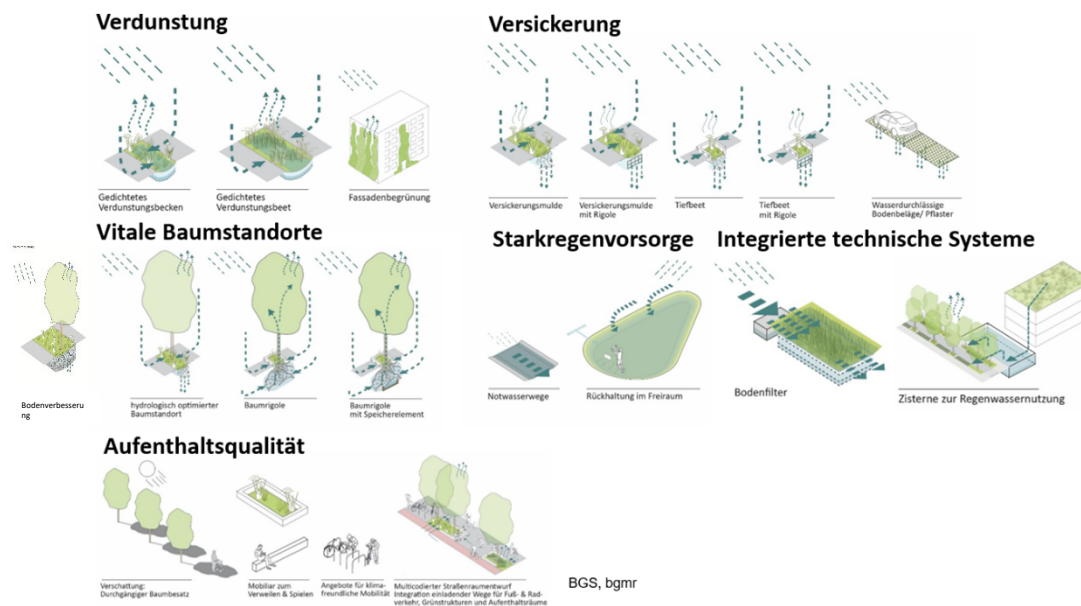 Verdunstung
Gedichtetes
Verdunstungsbecken
Gedichtetes
Verdunstungsbeet
Fassadenbegrünung
Versickerung
Versickerungsmulde
Versickerungsmulde
mit Rigole
Tiefbeet
Tiefbeet
mit Rigole
Wasserdurchlässige
Bodenbeläge/ Pflaster
Vitale Baumstandorte
Bodenverbesseru
ng
hydrologisch optimierter
Baumstandort
Baumrigole
Baumrigole
mit Speicherelement
Starkregenvorsorge
Notwasserwege
Rückhaltung im Freiraum
Integrierte technische Systeme
Bodenfilter
Zisterne zur Regenwassernutzung
Aufenthaltsqualität
Verschattung:
Durchgängiger Baumbesatz
Mobiliar zum
Verweilen & Spielen
Angebote für klima-
freundliche Mobilität
Multicodierter Straßenraumentwurf
Integration einladender Wege für Fuß- & Rad-
verkehr, Grünstrukturen und Aufenthaltsräume
BGS, bgmr